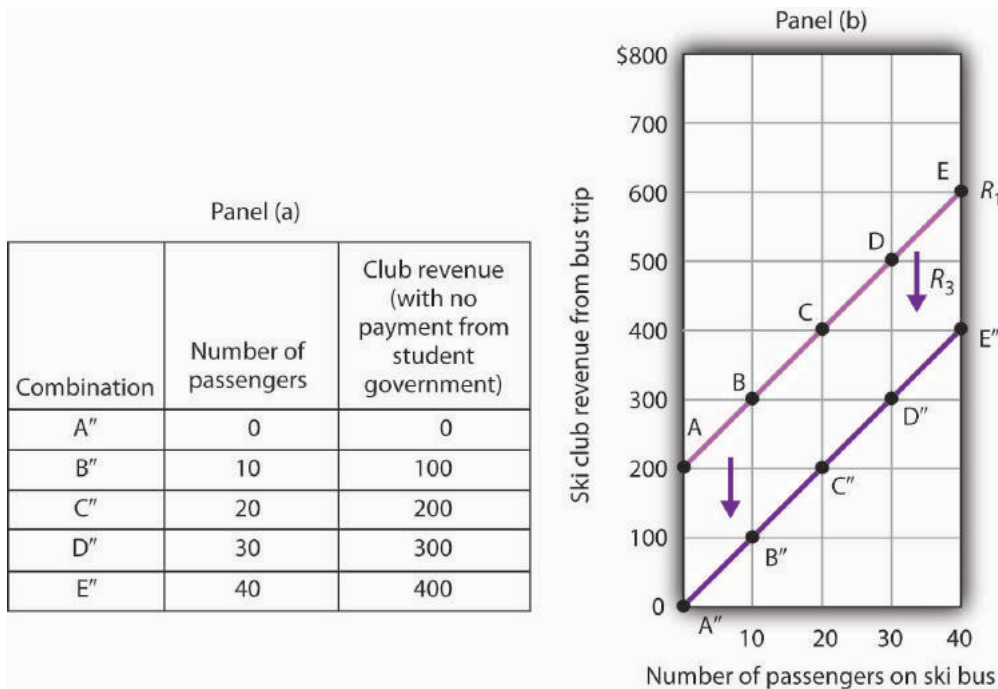 Panel (a)
Combination
Number of
passengers
Club revenue
(with no
payment from
student
government)
A″ 0 0
B″ 10 100
C″ 20 200
D″ 30 300
E″ 40 400
Panel (b)
Ski club revenue from bus trip
$800
700
600
500
400
300
200
100
0
A
B
C
D
E
R1
R3
A″
B″
C″
D″
E″
10 20 30 40
Number of passengers on ski bus